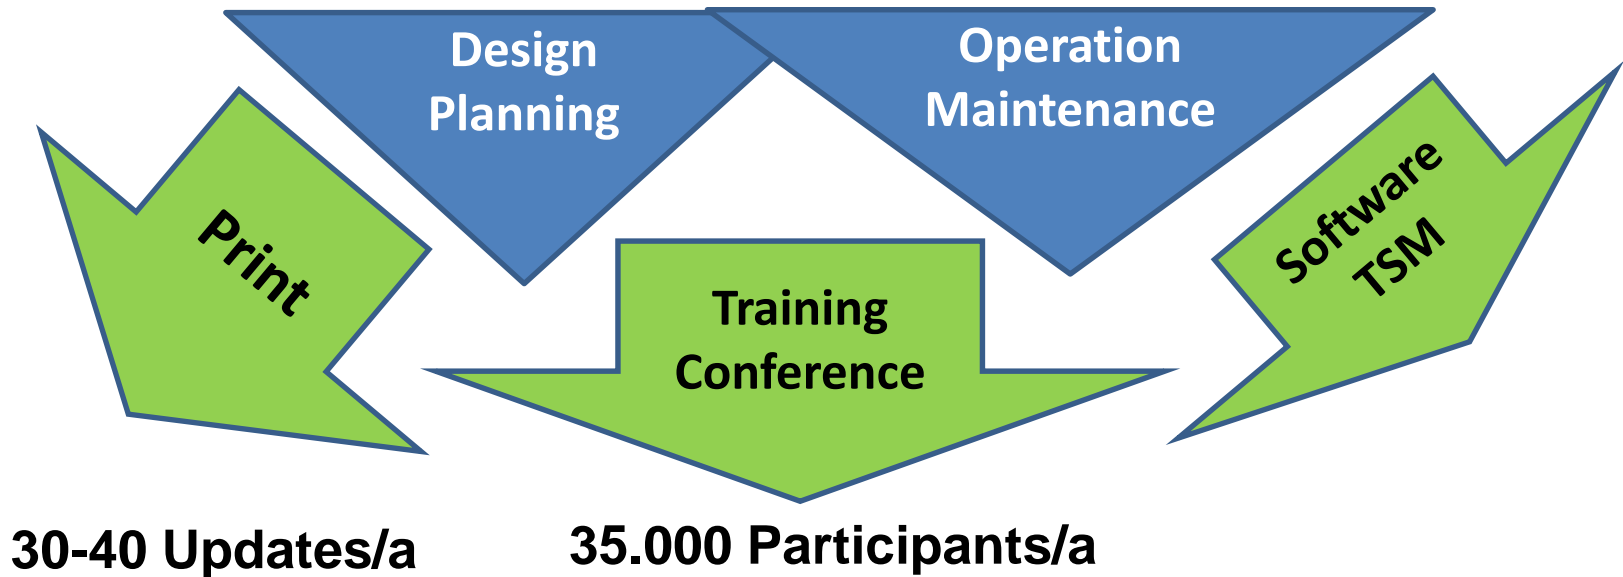 Design
Planning
Operation
Maintenance
Print
Training
Conference
Software
TSM
30-40 Updates/a
35.000 Participants/a